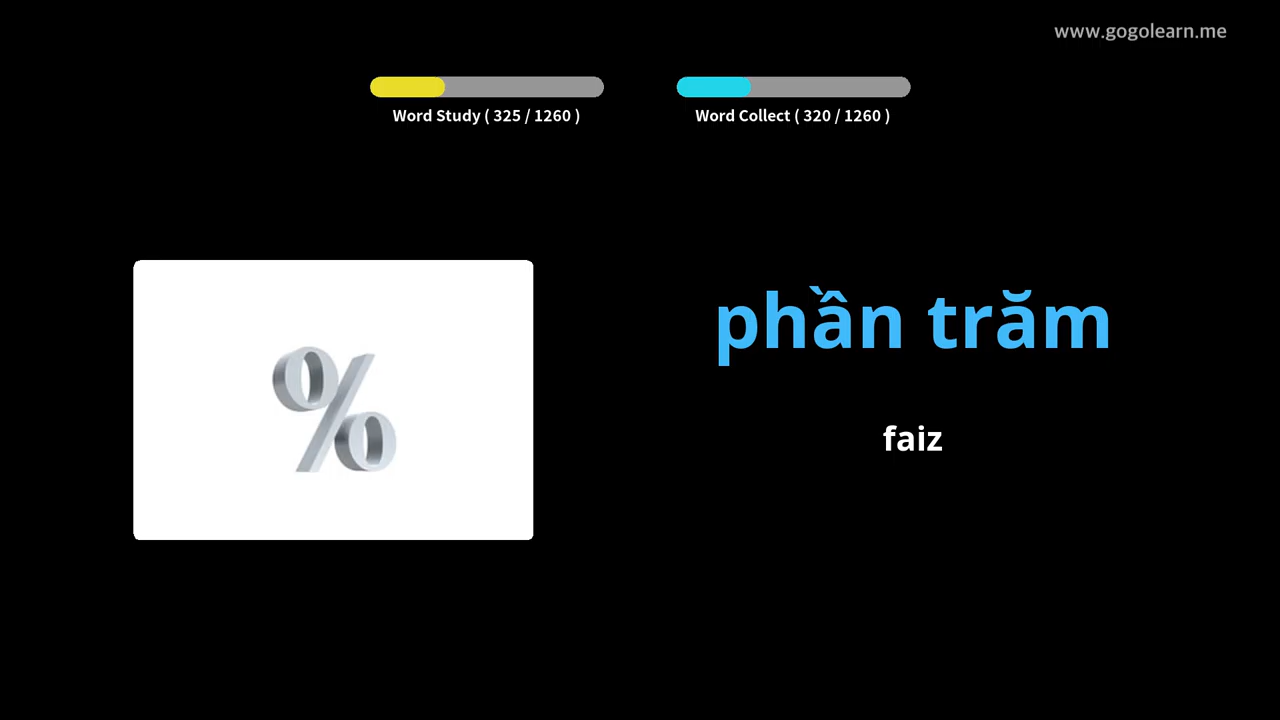 www.gogolearn.me
Word Study ( 325 / 1260 )
Word Collect ( 320 / 1260 )
%
phần trăm
faiz